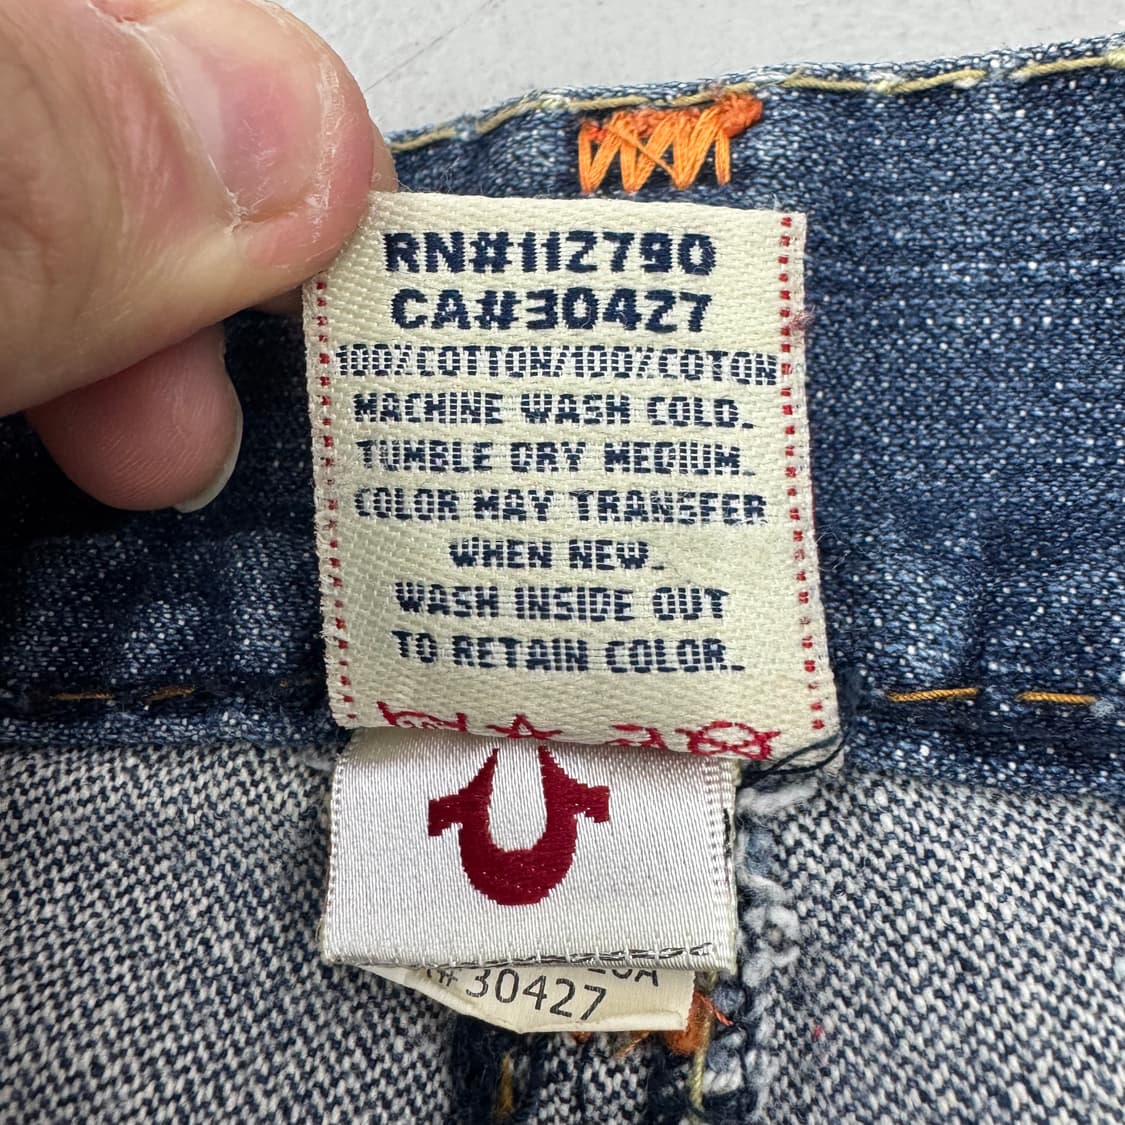 RN#112790
CA#30427
100%COTTON/100%COTON
MACHINE WASH COLD.
TUMBLE DRY MEDIUM.
COLOR MAY TRANSFER
WHEN NEW.
WASH INSIDE OUT
TO RETAIN COLOR.
#30427